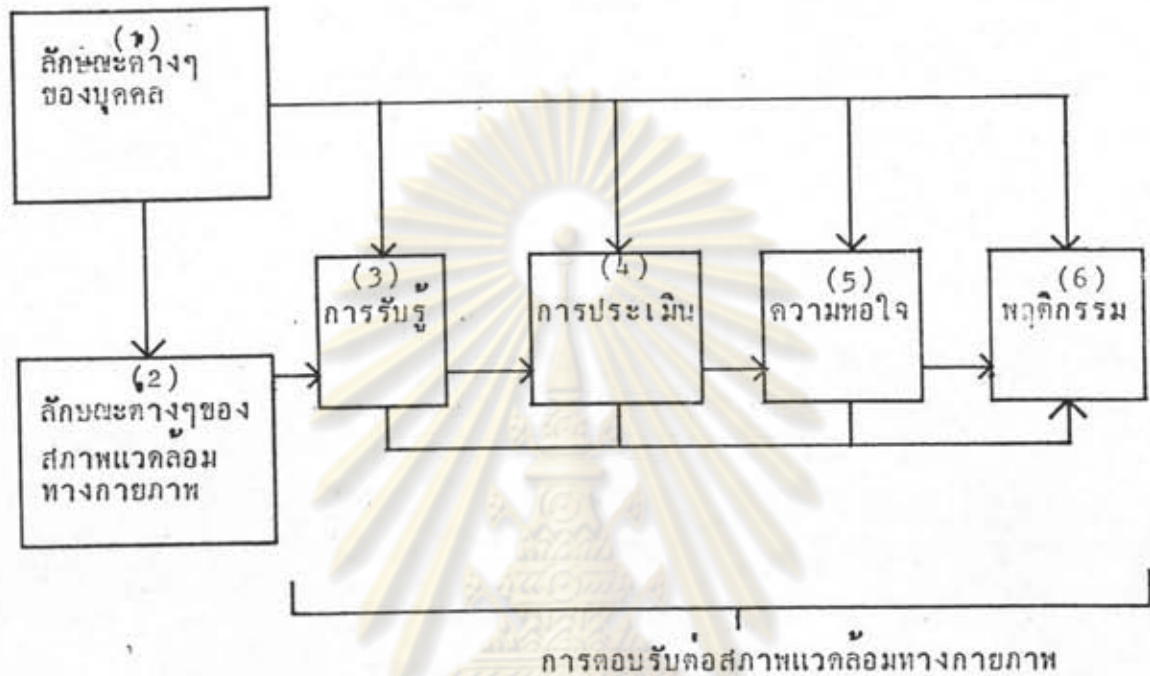 (1)
ลักษณะต่างๆ
ของบุคคล
(3)
การรับรู้
(4)
การประเมิน
(5)
ความพอใจ
(6)
พฤติกรรม
(2)
ลักษณะต่างๆของ
สภาพแวดล้อม
ทางกายภาพ
การตอบรับต่อสภาพแวดล้อมทางกายภาพ